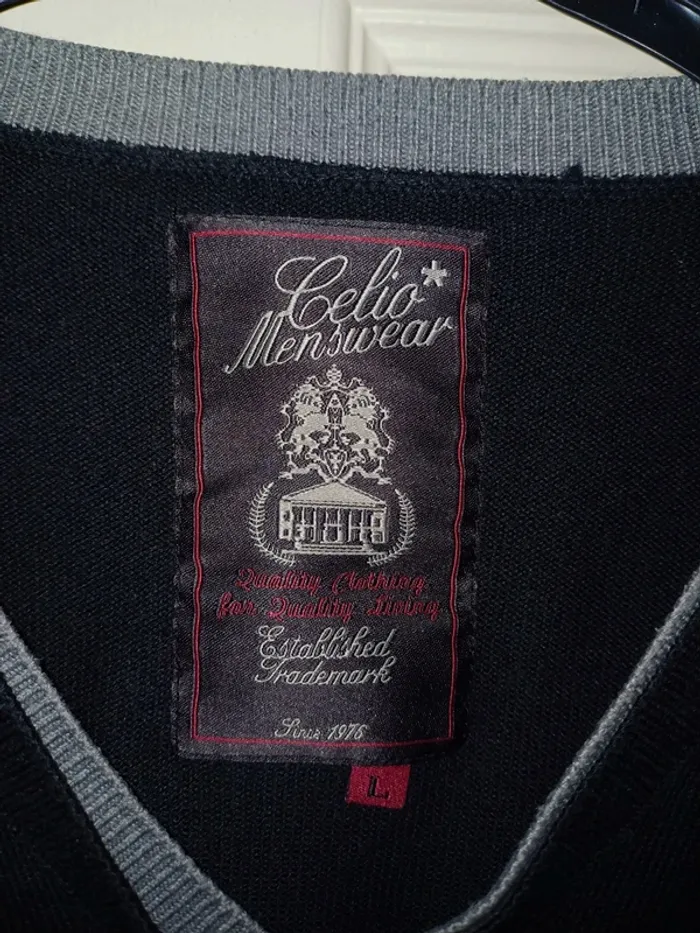 Celio*
Menswear
Quality Clothing
for Quality Living
Established
Trademark
Since 1976
L